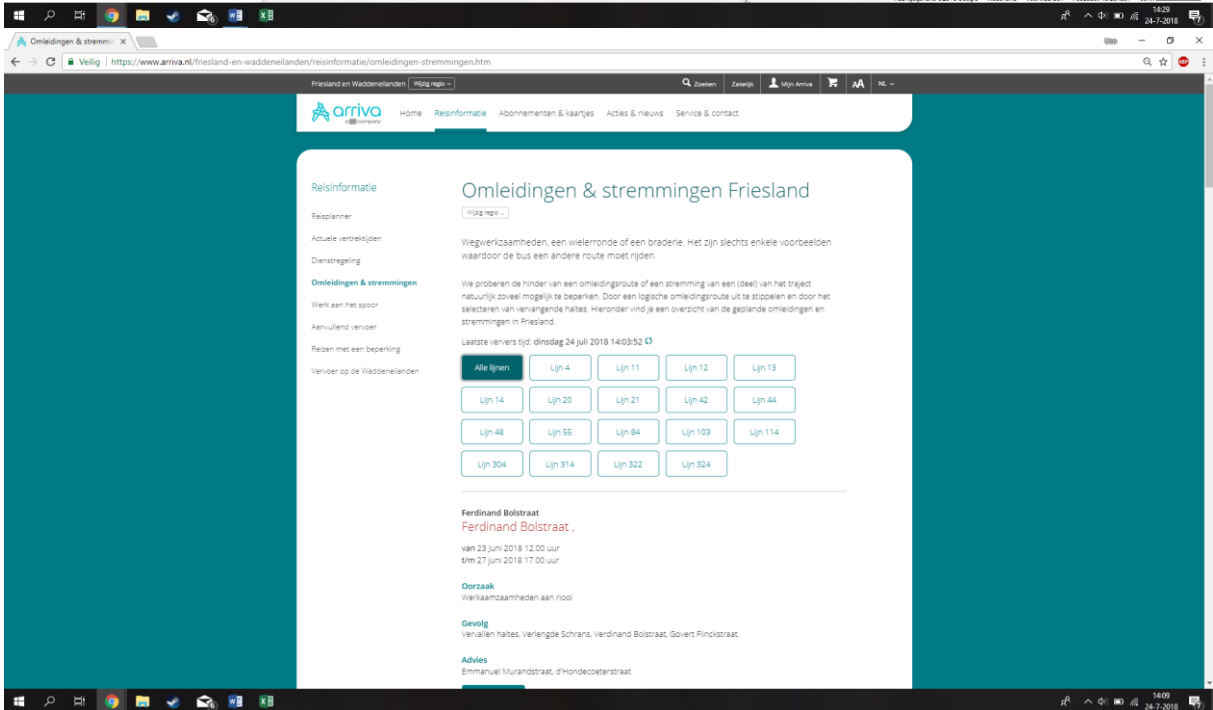 14:29
24-7-2018
Omleidingen & stremmin
Veilig | https://www.arriva.nl/friesland-en-waddeneilanden/reisinformatie/omleidingen-stremmingen.htm
Friesland en Waddeneilanden Wijzig regio Zoeken Zakelijk Mijn Arriva AA NL
arriva Home Reisinformatie Abonnementen & kaartjes Acties & nieuws Service & contact
Reisinformatie
Reisplanner
Actuele vertrektijden
Dienstregeling
Omleidingen & stremmingen
Werk aan het spoor
Aanvullend vervoer
Reizen met een beperking
Vervoer op de Waddeneilanden
Omleidingen & stremmingen Friesland
Wijzig regio
Wegwerkzaamheden, een wielerronde of een braderie. Het zijn slechts enkele voorbeelden
waardoor de bus een andere route moet rijden.
We proberen de hinder van een omleidingsroute of een stremming van een (deel) van het traject
natuurlijk zoveel mogelijk te beperken. Door een logische omleidingsroute uit te stippelen en door het
selecteren van vervangende haltes. Hieronder vind je een overzicht van de geplande omleidingen en
stremmingen in Friesland.
Laatste ververs tijd: dinsdag 24 juli 2018 14:03:52
Alle lijnen Lijn 4 Lijn 11 Lijn 12 Lijn 13
Lijn 14 Lijn 20 Lijn 21 Lijn 42 Lijn 44
Lijn 48 Lijn 55 Lijn 84 Lijn 103 Lijn 114
Lijn 304 Lijn 314 Lijn 322 Lijn 324
Ferdinand Bolstraat
Ferdinand Bolstraat ,
van 23 juni 2018 12.00 uur
t/m 27 juni 2018 17.00 uur
Oorzaak
Werkaamzaamheden aan riool
Gevolg
Vervallen haltes, Verlengde Schrans, Verdinand Bolstraat, Govert Flinckstraat.
Advies
Emmanuel Murandstraat, d'Hondecoeterstraat
14:09
24-7-2018